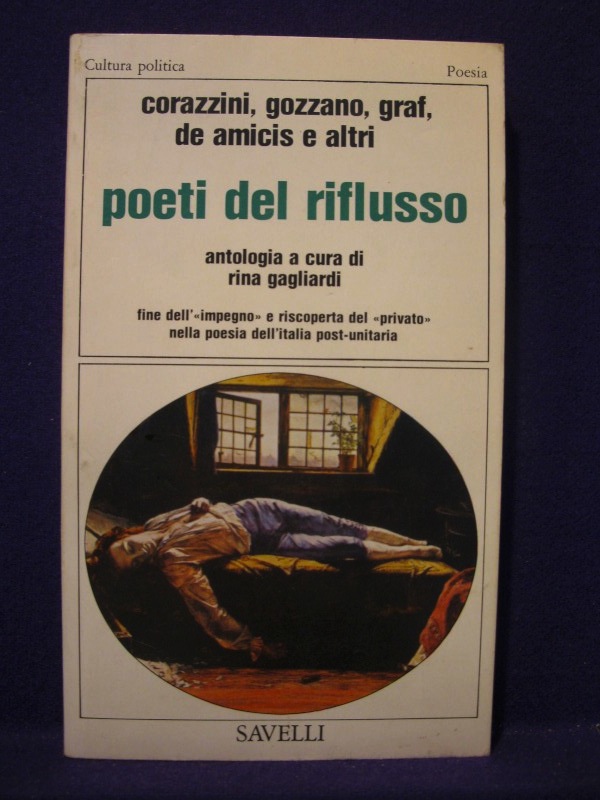 Cultura politica
Poesia
corazzini, gozzano, graf,
de amicis e altri
poeti del riflusso
antologia a cura di
rina gagliardi
fine dell'«impegno» e riscoperta del «privato»
nella poesia dell'italia post-unitaria
SAVELLI